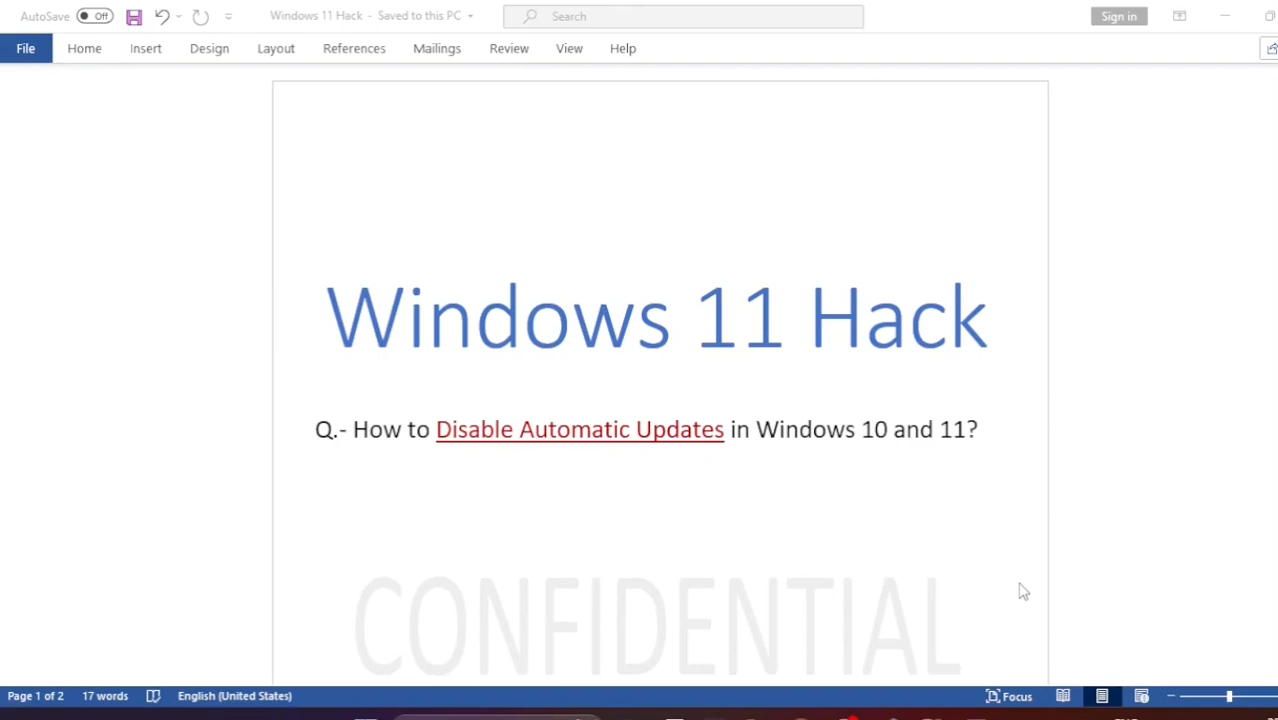 AutoSave Off Windows 11 Hack - Saved to this PC Search Sign in
File Home Insert Design Layout References Mailings Review View Help
Windows 11 Hack
Q.- How to Disable Automatic Updates in Windows 10 and 11?
CONFIDENTIAL
Page 1 of 2 17 words English (United States) Focus